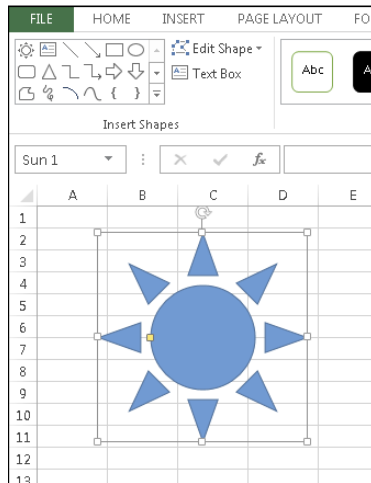 FILE HOME INSERT PAGE LAYOUT FO
Edit Shape
Text Box
Abc A
Insert Shapes
Sun 1 fx
A B C D E
1
2
3
4
5
6
7
8
9
10
11
12
13